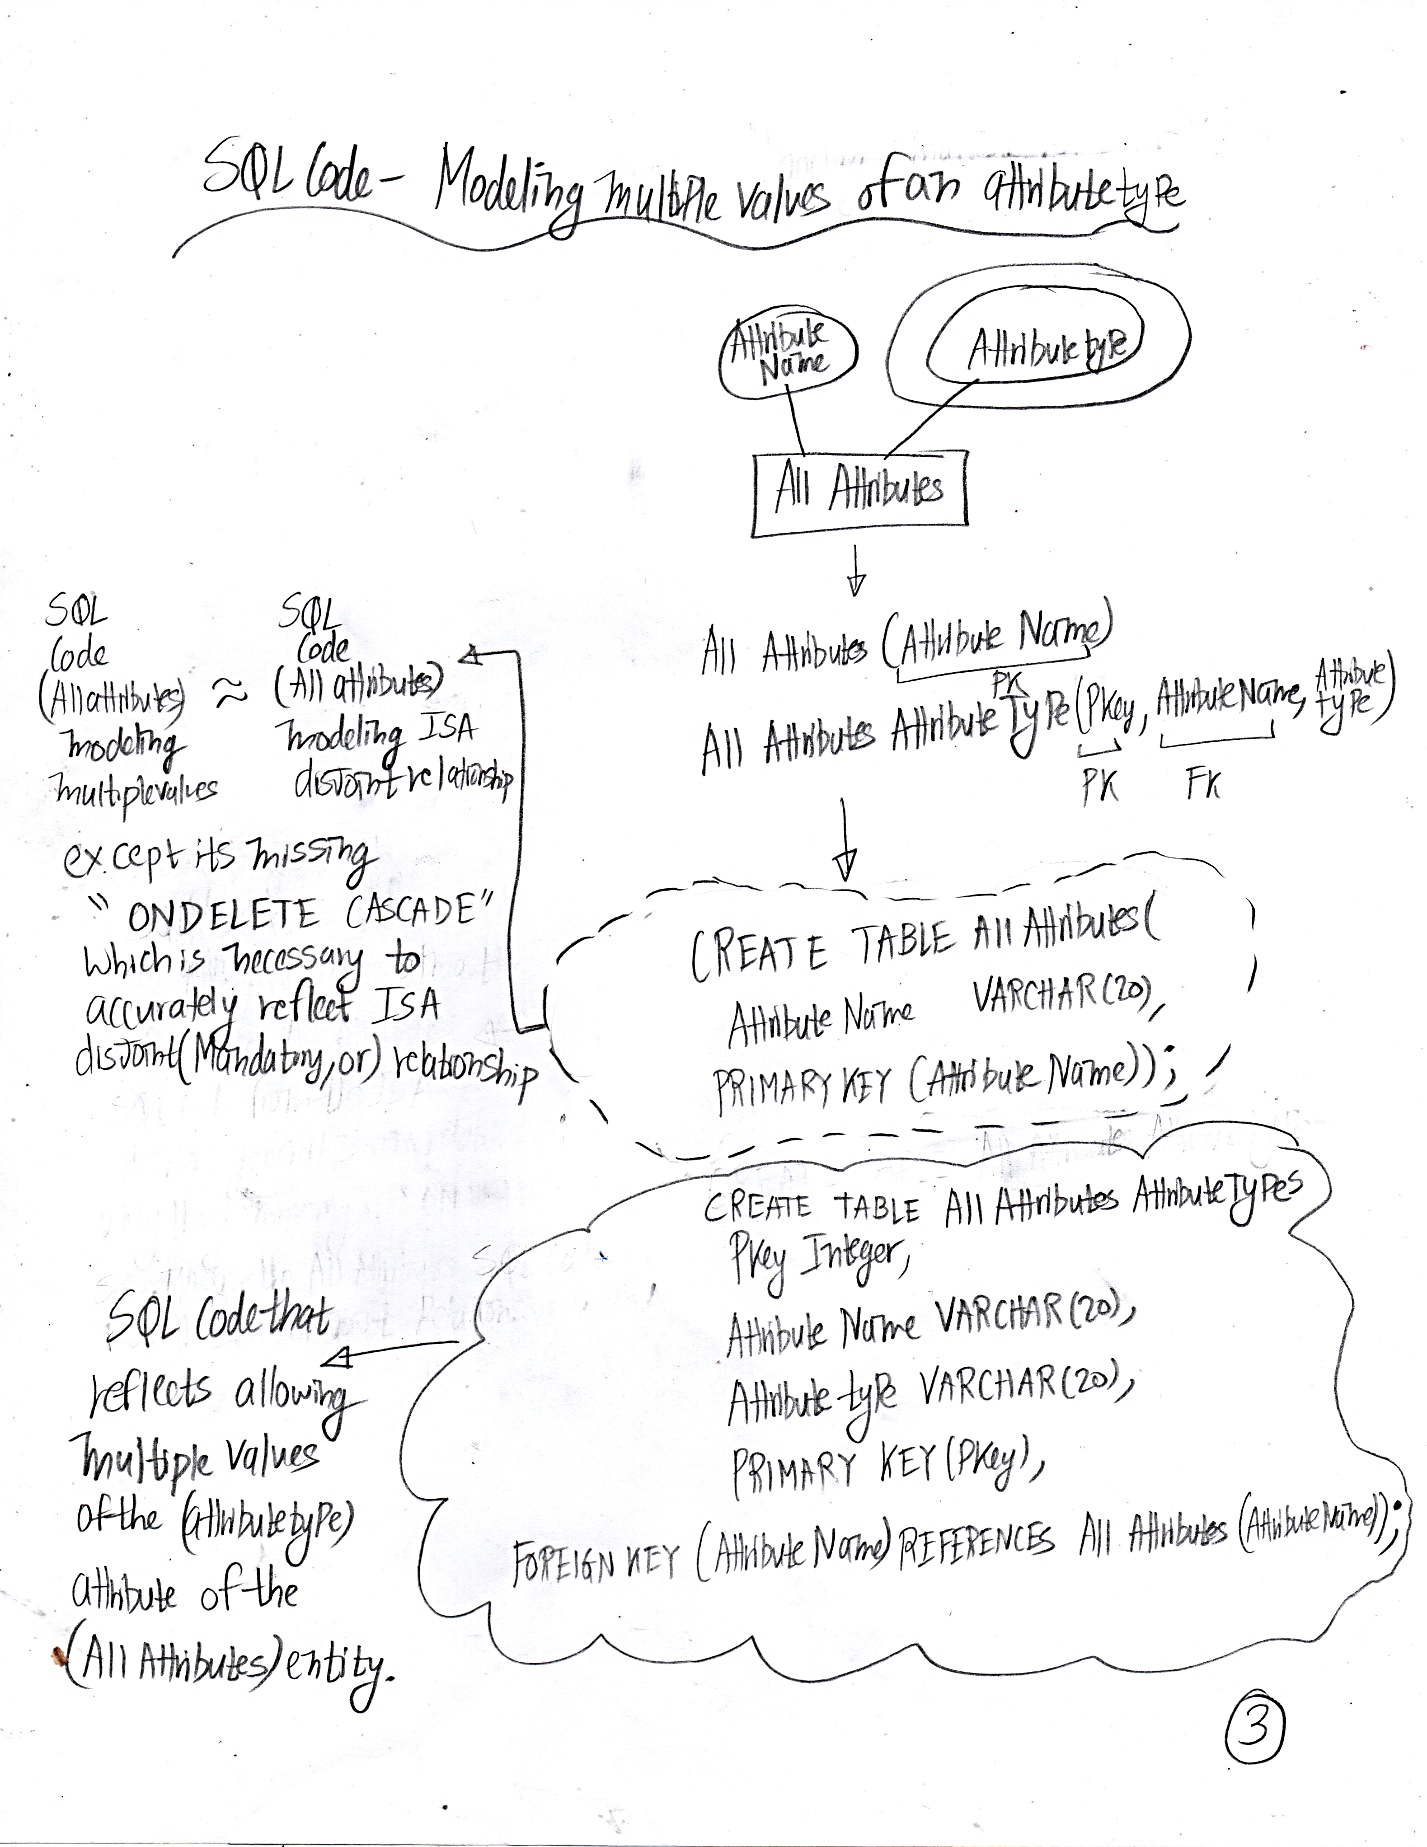 SQL Code - Modeling multiple values of an attribute type
Attribute
Name
Attribute type
All Attributes
All Attributes (Attribute Name)
PK
All Attributes Attribute Type (PKey, Attribute Name, Attribute type)
PK FK
SQL
Code
(All attributes)
modeling
multiple values
≈
SQL
Code
(All attributes)
modeling ISA
disjoint relationship
except its missing
" ON DELETE CASCADE"
which is necessary to
accurately reflect ISA
disjoint (Mandatory, or) relationship
CREATE TABLE All Attributes(
Attribute Name VARCHAR(20),
PRIMARY KEY (Attribute Name));
CREATE TABLE All Attributes Attribute Types
PKey Integer,
Attribute Name VARCHAR(20),
Attribute type VARCHAR(20),
PRIMARY KEY (PKey),
FOREIGN KEY (Attribute Name) REFERENCES All Attributes (Attribute Name));
SQL Code that
reflects allowing
multiple values
of the (attribute type)
attribute of the
(All Attributes) entity.
3